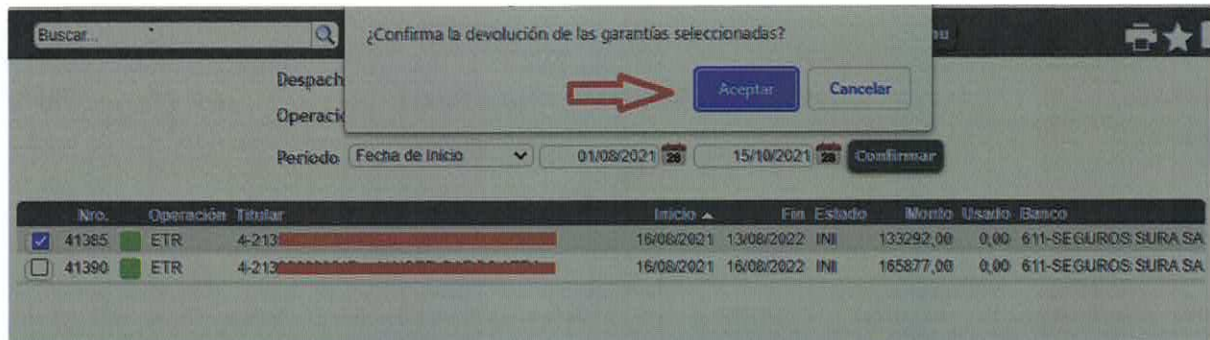 Buscar...
¿Confirma la devolución de las garantías seleccionadas?
Aceptar Cancelar
Despach
Operació
Período Fecha de Inicio 01/08/2021 15/10/2021 Confirmar
Nro. Operación Titular Inicio Fin Estado Monto Usado Banco
41385 ETR 4-213 16/08/2021 13/08/2022 INI 133292,00 0,00 611-SEGUROS SURA SA
41390 ETR 4-213 16/08/2021 16/08/2022 INI 165877,00 0,00 611-SEGUROS SURA SA